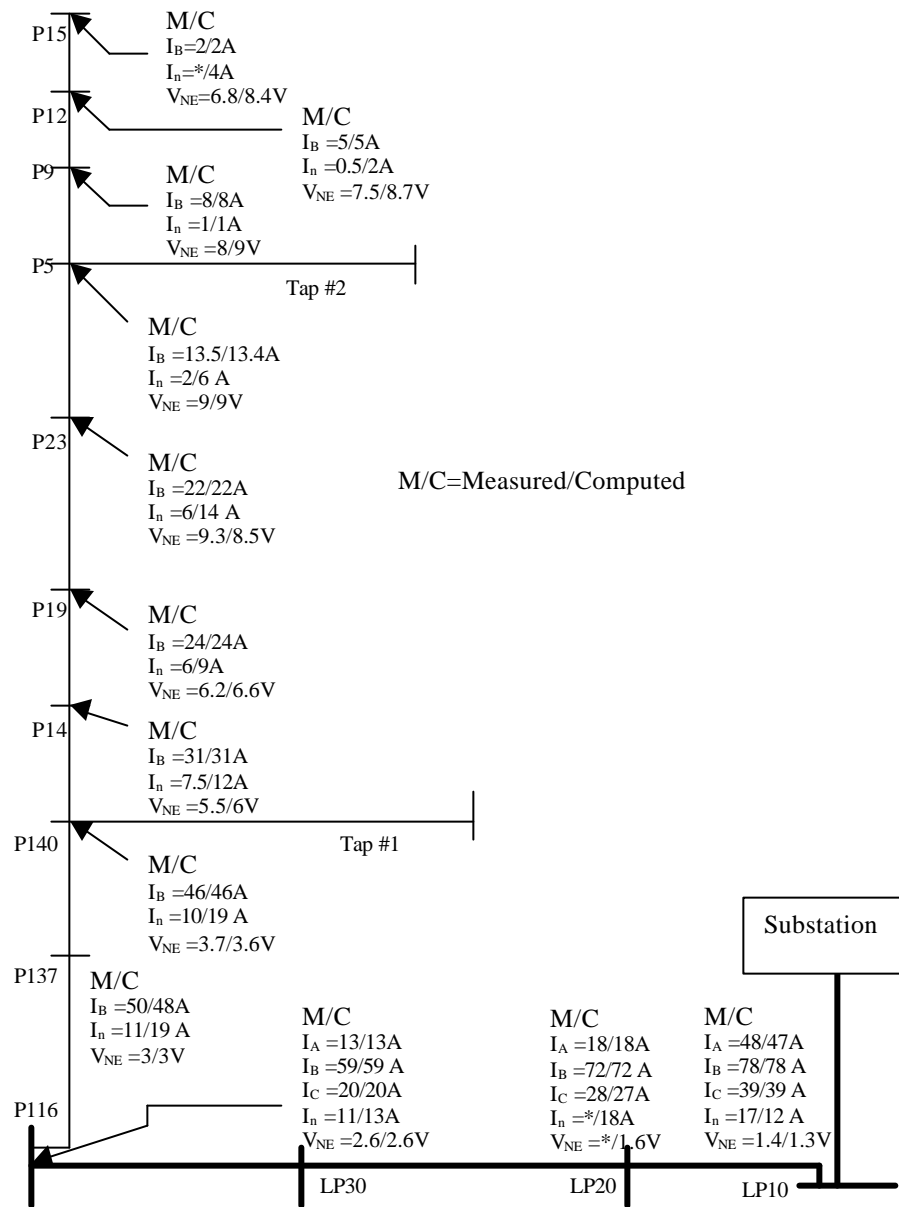 P15
M/C
I_B=2/2A
I_n=*/4A
V_NE=6.8/8.4V
P12
M/C
I_B =5/5A
I_n =0.5/2A
V_NE =7.5/8.7V
P9
M/C
I_B =8/8A
I_n =1/1A
V_NE =8/9V
P5
Tap #2
M/C
I_B =13.5/13.4A
I_n =2/6 A
V_NE =9/9V
P23
M/C
I_B =22/22A
I_n =6/14 A
V_NE =9.3/8.5V
M/C=Measured/Computed
P19
M/C
I_B =24/24A
I_n =6/9A
V_NE =6.2/6.6V
P14
M/C
I_B =31/31A
I_n =7.5/12A
V_NE =5.5/6V
P140
Tap #1
M/C
I_B =46/46A
I_n =10/19 A
V_NE =3.7/3.6V
Substation
P137
M/C
I_B =50/48A
I_n =11/19 A
V_NE =3/3V
M/C
I_A =13/13A
I_B =59/59 A
I_C =20/20A
I_n =11/13A
V_NE =2.6/2.6V
M/C
I_A =18/18A
I_B =72/72 A
I_C =28/27A
I_n =*/18A
V_NE =*/1.6V
M/C
I_A =48/47A
I_B =78/78 A
I_C =39/39 A
I_n =17/12 A
V_NE =1.4/1.3V
P116
LP30
LP20
LP10